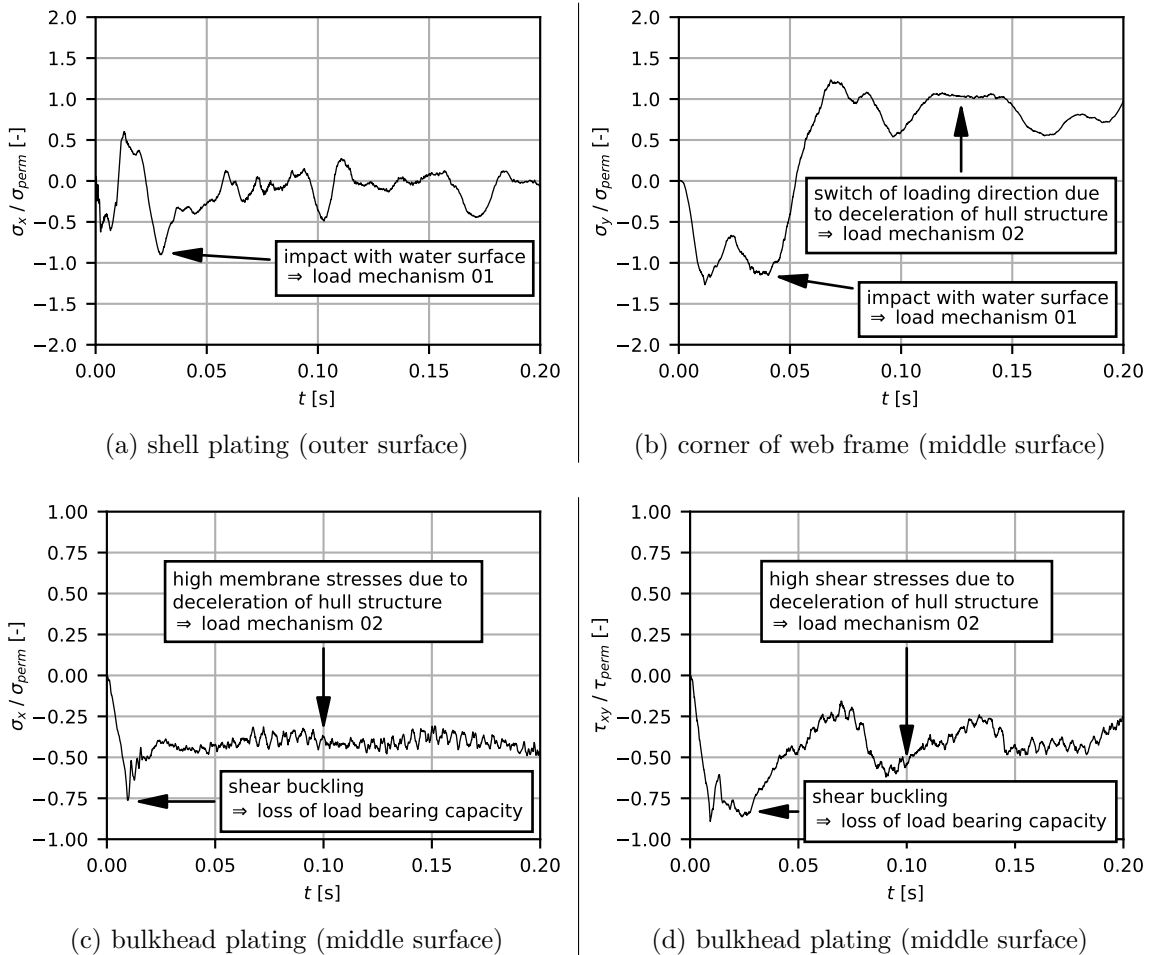 2.0
1.5
1.0
0.5
0.0
−0.5
−1.0
−1.5
−2.0
σx / σperm [-]
impact with water surface
⇒ load mechanism 01
0.00 0.05 0.10 0.15 0.20
t [s]
(a) shell plating (outer surface)
2.0
1.5
1.0
0.5
0.0
−0.5
−1.0
−1.5
−2.0
σy / σperm [-]
switch of loading direction due
to deceleration of hull structure
⇒ load mechanism 02
impact with water surface
⇒ load mechanism 01
0.00 0.05 0.10 0.15 0.20
t [s]
(b) corner of web frame (middle surface)
1.00
0.75
0.50
0.25
0.00
−0.25
−0.50
−0.75
−1.00
σx / σperm [-]
high membrane stresses due to
deceleration of hull structure
⇒ load mechanism 02
shear buckling
⇒ loss of load bearing capacity
0.00 0.05 0.10 0.15 0.20
t [s]
(c) bulkhead plating (middle surface)
1.00
0.75
0.50
0.25
0.00
−0.25
−0.50
−0.75
−1.00
τxy / τperm [-]
high shear stresses due to
deceleration of hull structure
⇒ load mechanism 02
shear buckling
⇒ loss of load bearing capacity
0.00 0.05 0.10 0.15 0.20
t [s]
(d) bulkhead plating (middle surface)